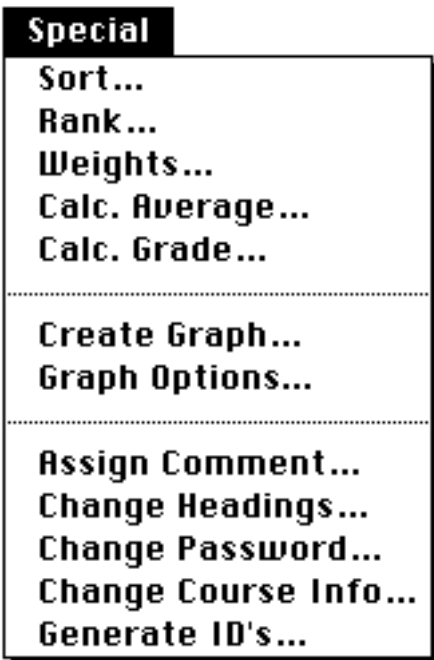 Special
Sort...
Rank...
Weights...
Calc. Average...
Calc. Grade...
Create Graph...
Graph Options...
Assign Comment...
Change Headings...
Change Password...
Change Course Info...
Generate ID's...